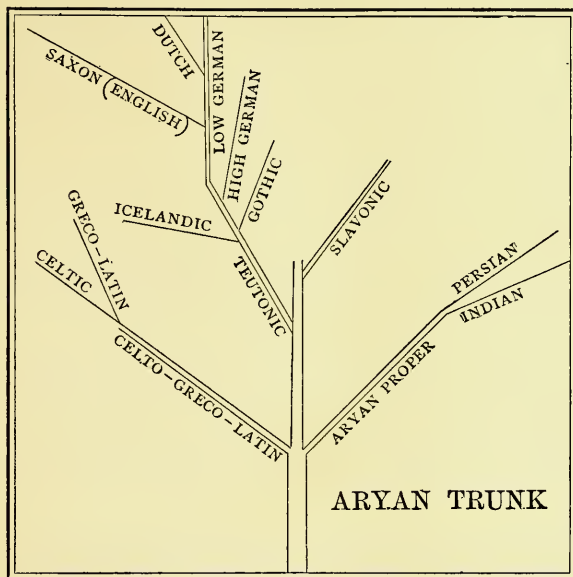 DUTCH
SAXON (ENGLISH)
LOW GERMAN
HIGH GERMAN
GOTHIC
ICELANDIC
TEUTONIC
SLAVONIC
GRECO-LATIN
CELTIC
CELTO-GRECO-LATIN
PERSIAN
INDIAN
ARYAN PROPER
ARYAN TRUNK